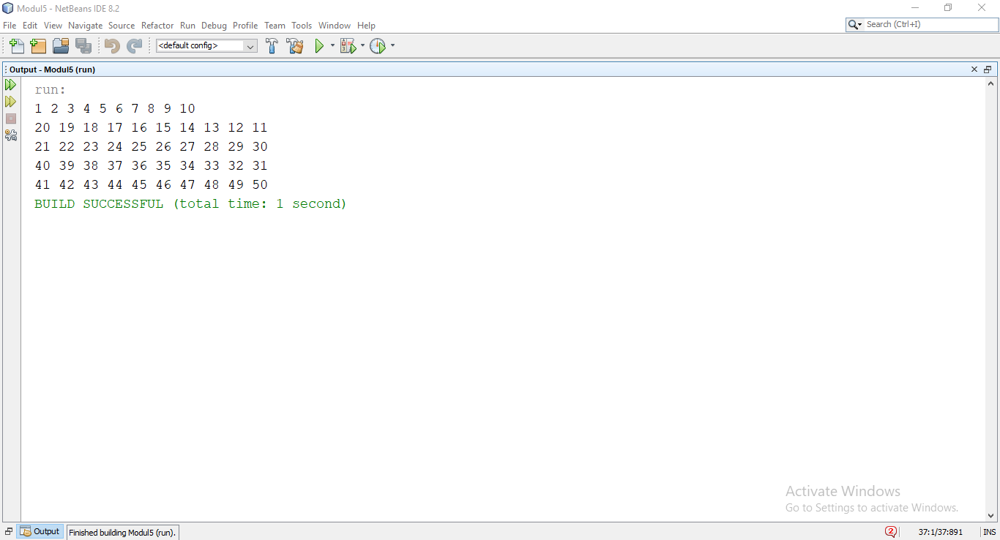 Modul5 - NetBeans IDE 8.2
File Edit View Navigate Source Refactor Run Debug Profile Team Tools Window Help
Search (Ctrl+I)
<default config>
Output - Modul5 (run)
run:
1 2 3 4 5 6 7 8 9 10
20 19 18 17 16 15 14 13 12 11
21 22 23 24 25 26 27 28 29 30
40 39 38 37 36 35 34 33 32 31
41 42 43 44 45 46 47 48 49 50
BUILD SUCCESSFUL (total time: 1 second)
Activate Windows
Go to Settings to activate Windows.
Output
Finished building Modul5 (run).
2
37:1/37:891
INS